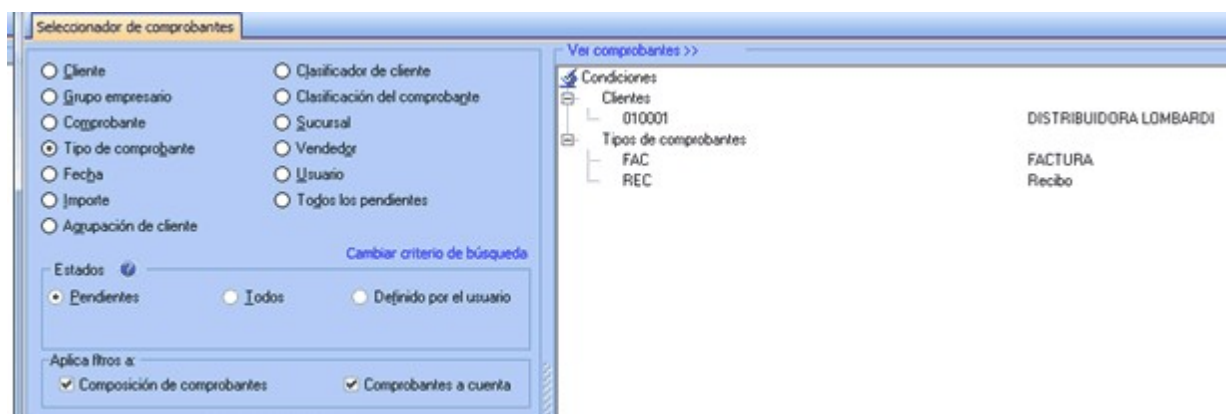 Seleccionador de comprobantes
Cliente
Clasificador de cliente
Grupo empresario
Clasificación del comprobante
Comprobante
Sucursal
Tipo de comprobante
Vendedor
Fecha
Usuario
Importe
Todos los pendientes
Agrupación de cliente
Cambiar criterio de búsqueda
Estados
Pendientes
Todos
Definido por el usuario
Aplica filtros a:
Composición de comprobantes
Comprobantes a cuenta
Ver comprobantes >>
Condiciones
Clientes
010001 DISTRIBUIDORA LOMBARDI
Tipos de comprobantes
FAC FACTURA
REC Recibo